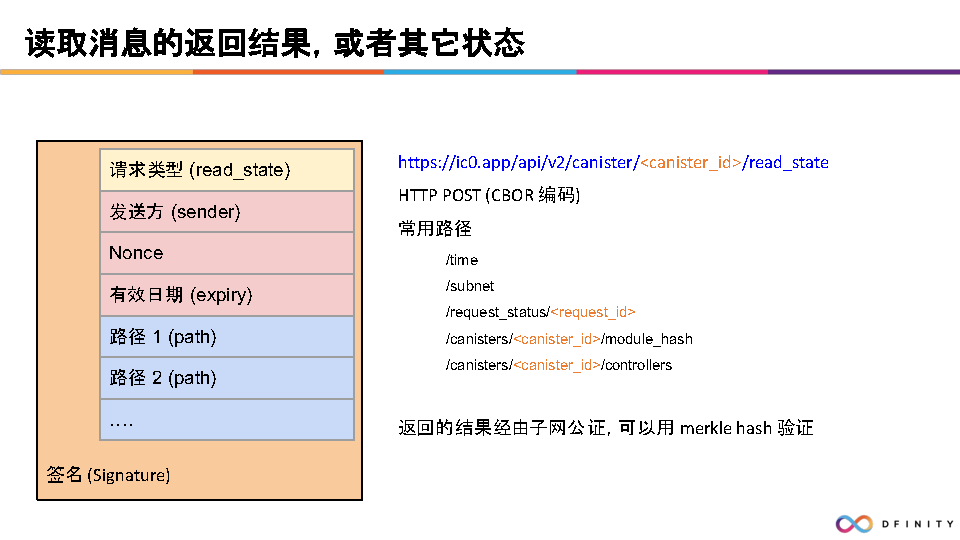 读取消息的返回结果，或者其它状态
请求类型 (read_state)
发送方 (sender)
Nonce
有效日期 (expiry)
路径 1 (path)
路径 2 (path)
....
签名 (Signature)
https://ic0.app/api/v2/canister/<canister_id>/read_state
HTTP POST (CBOR 编码)
常用路径
/time
/subnet
/request_status/<request_id>
/canisters/<canister_id>/module_hash
/canisters/<canister_id>/controllers
返回的结果经由子网公证，可以用 merkle hash 验证
DFINITY